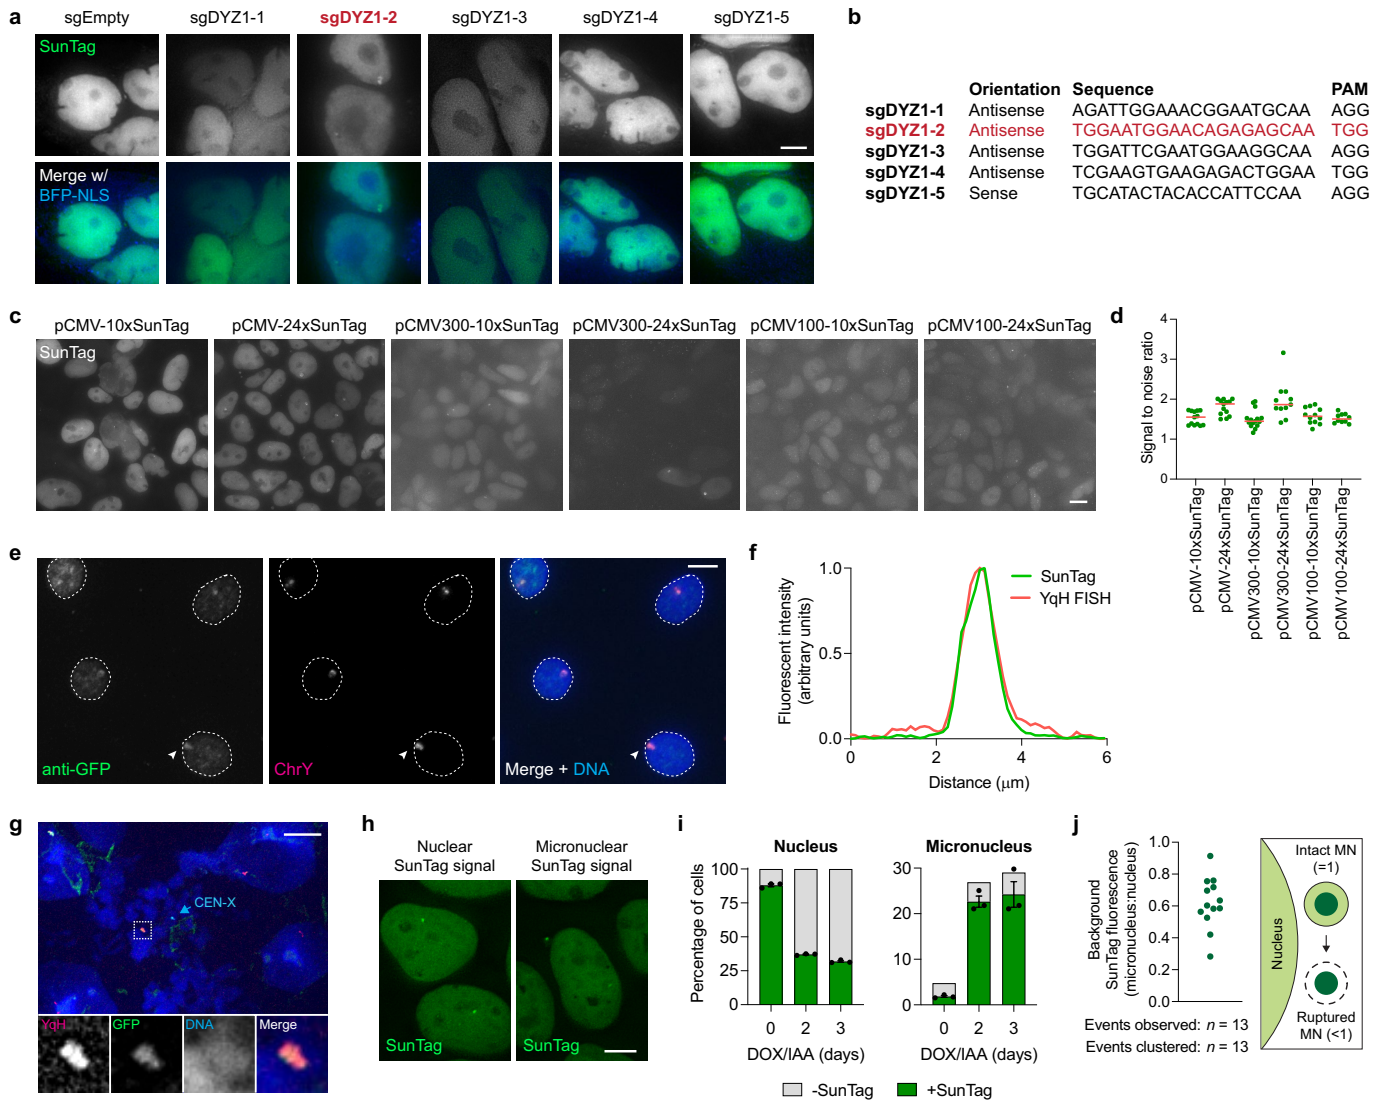 a
sgEmpty sgDYZ1-1 sgDYZ1-2 sgDYZ1-3 sgDYZ1-4 sgDYZ1-5
SunTag
Merge w/
BFP-NLS
b
Orientation Sequence PAM
sgDYZ1-1 Antisense AGATTGGAAACGGAATGCAA AGG
sgDYZ1-2 Antisense TGGAATGGAACAGAGAGCAA TGG
sgDYZ1-3 Antisense TGGATTCGAATGGAAGGCAA AGG
sgDYZ1-4 Antisense TCGAAGTGAAGAGACTGGAA TGG
sgDYZ1-5 Sense TGCATACTACACCATTCCAA AGG
c
pCMV-10xSunTag pCMV-24xSunTag pCMV300-10xSunTag pCMV300-24xSunTag pCMV100-10xSunTag pCMV100-24xSunTag
SunTag
d
Signal to noise ratio
4
3
2
1
0
pCMV-10xSunTag
pCMV-24xSunTag
pCMV300-10xSunTag
pCMV300-24xSunTag
pCMV100-10xSunTag
pCMV100-24xSunTag
e
anti-GFP
ChrY
Merge + DNA
f
Fluorescent intensity
(arbitrary units)
1.0
0.5
0.0
0 2 4 6
Distance (μm)
SunTag
YqH FISH
g
CEN-X
YqH GFP DNA Merge
h
Nuclear
SunTag signal
Micronuclear
SunTag signal
SunTag
SunTag
i
Nucleus
Percentage of cells
100
75
50
25
0
0 2 3
DOX/IAA (days)
Micronucleus
30
20
10
0
0 2 3
DOX/IAA (days)
-SunTag +SunTag
j
Background
SunTag fluorescence
(micronucleus:nucleus)
1.0
0.8
0.6
0.4
0.2
0.0
Events observed: n = 13
Events clustered: n = 13
Nucleus
Intact MN
(=1)
Ruptured
MN (<1)